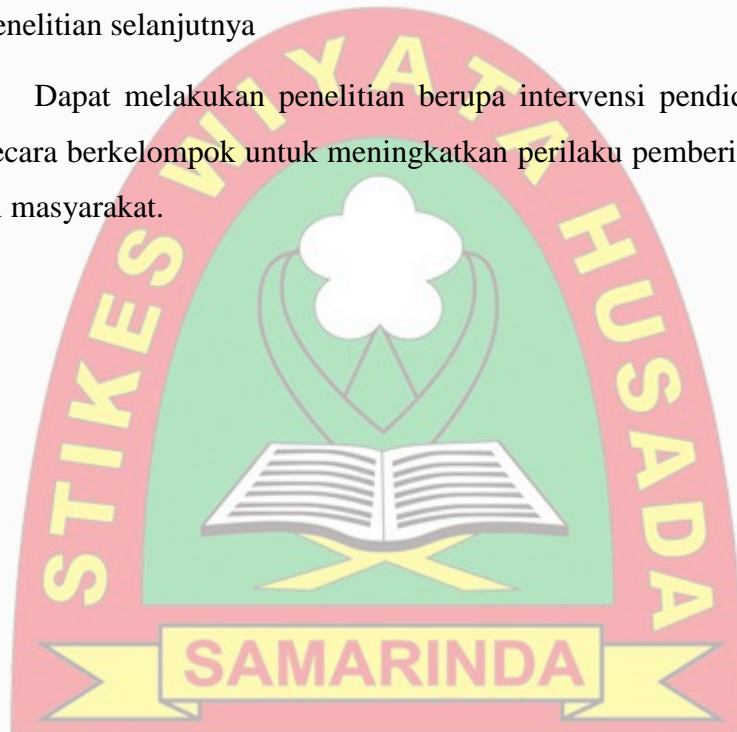 enelitian selanjutnya
Dapat melakukan penelitian berupa intervensi pendid
ecara berkelompok untuk meningkatkan perilaku pemberi
masyarakat.
STIKES WIYATA HUSADA
SAMARINDA